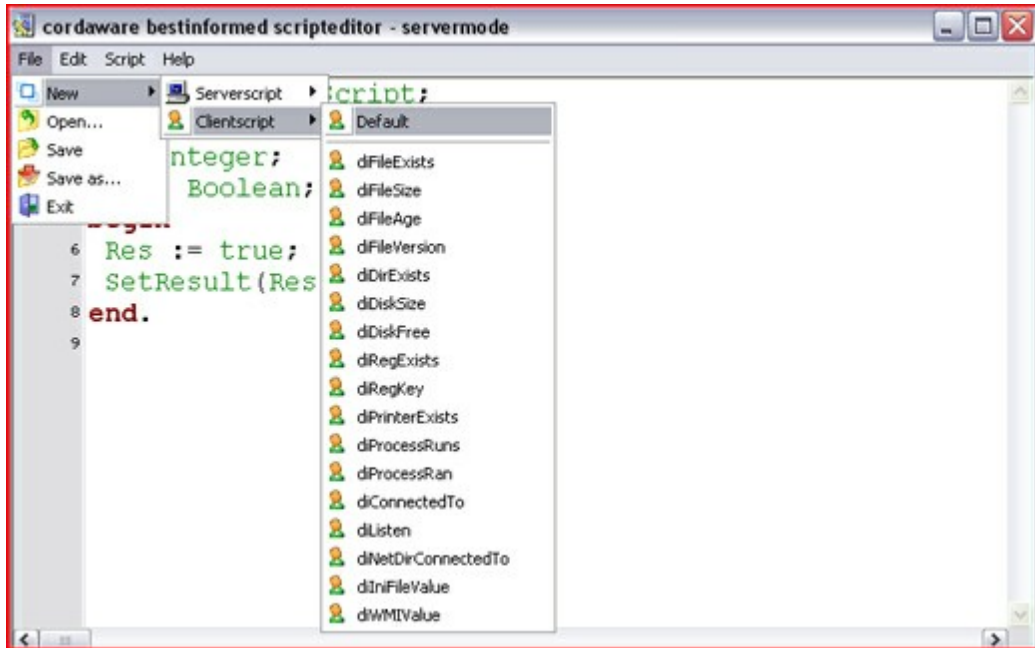 cordaware bestinformed scripteditor - servermode
File Edit Script Help
New
Open...
Save
Save as...
Exit
Serverscript
Clientscript
Default
diFileExists
diFileSize
diFileAge
diFileVersion
diDirExists
diDiskSize
diDiskFree
diRegExists
diRegKey
diPrinterExists
diProcessRuns
diProcessRan
diConnectedTo
diListen
diNetDirConnectedTo
diIniFileValue
diWMIValue
nteger;
Boolean;
6 Res := true;
7 SetResult(Res
8 end.
9